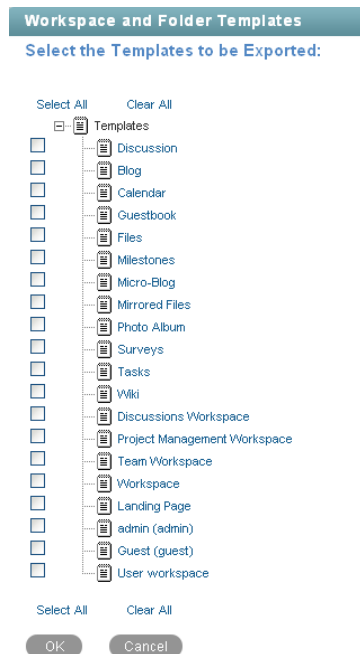 Workspace and Folder Templates
Select the Templates to be Exported:
Select All Clear All
Templates
Discussion
Blog
Calendar
Guestbook
Files
Milestones
Micro-Blog
Mirrored Files
Photo Album
Surveys
Tasks
Wiki
Discussions Workspace
Project Management Workspace
Team Workspace
Workspace
Landing Page
admin (admin)
Guest (guest)
User workspace
Select All Clear All
OK Cancel